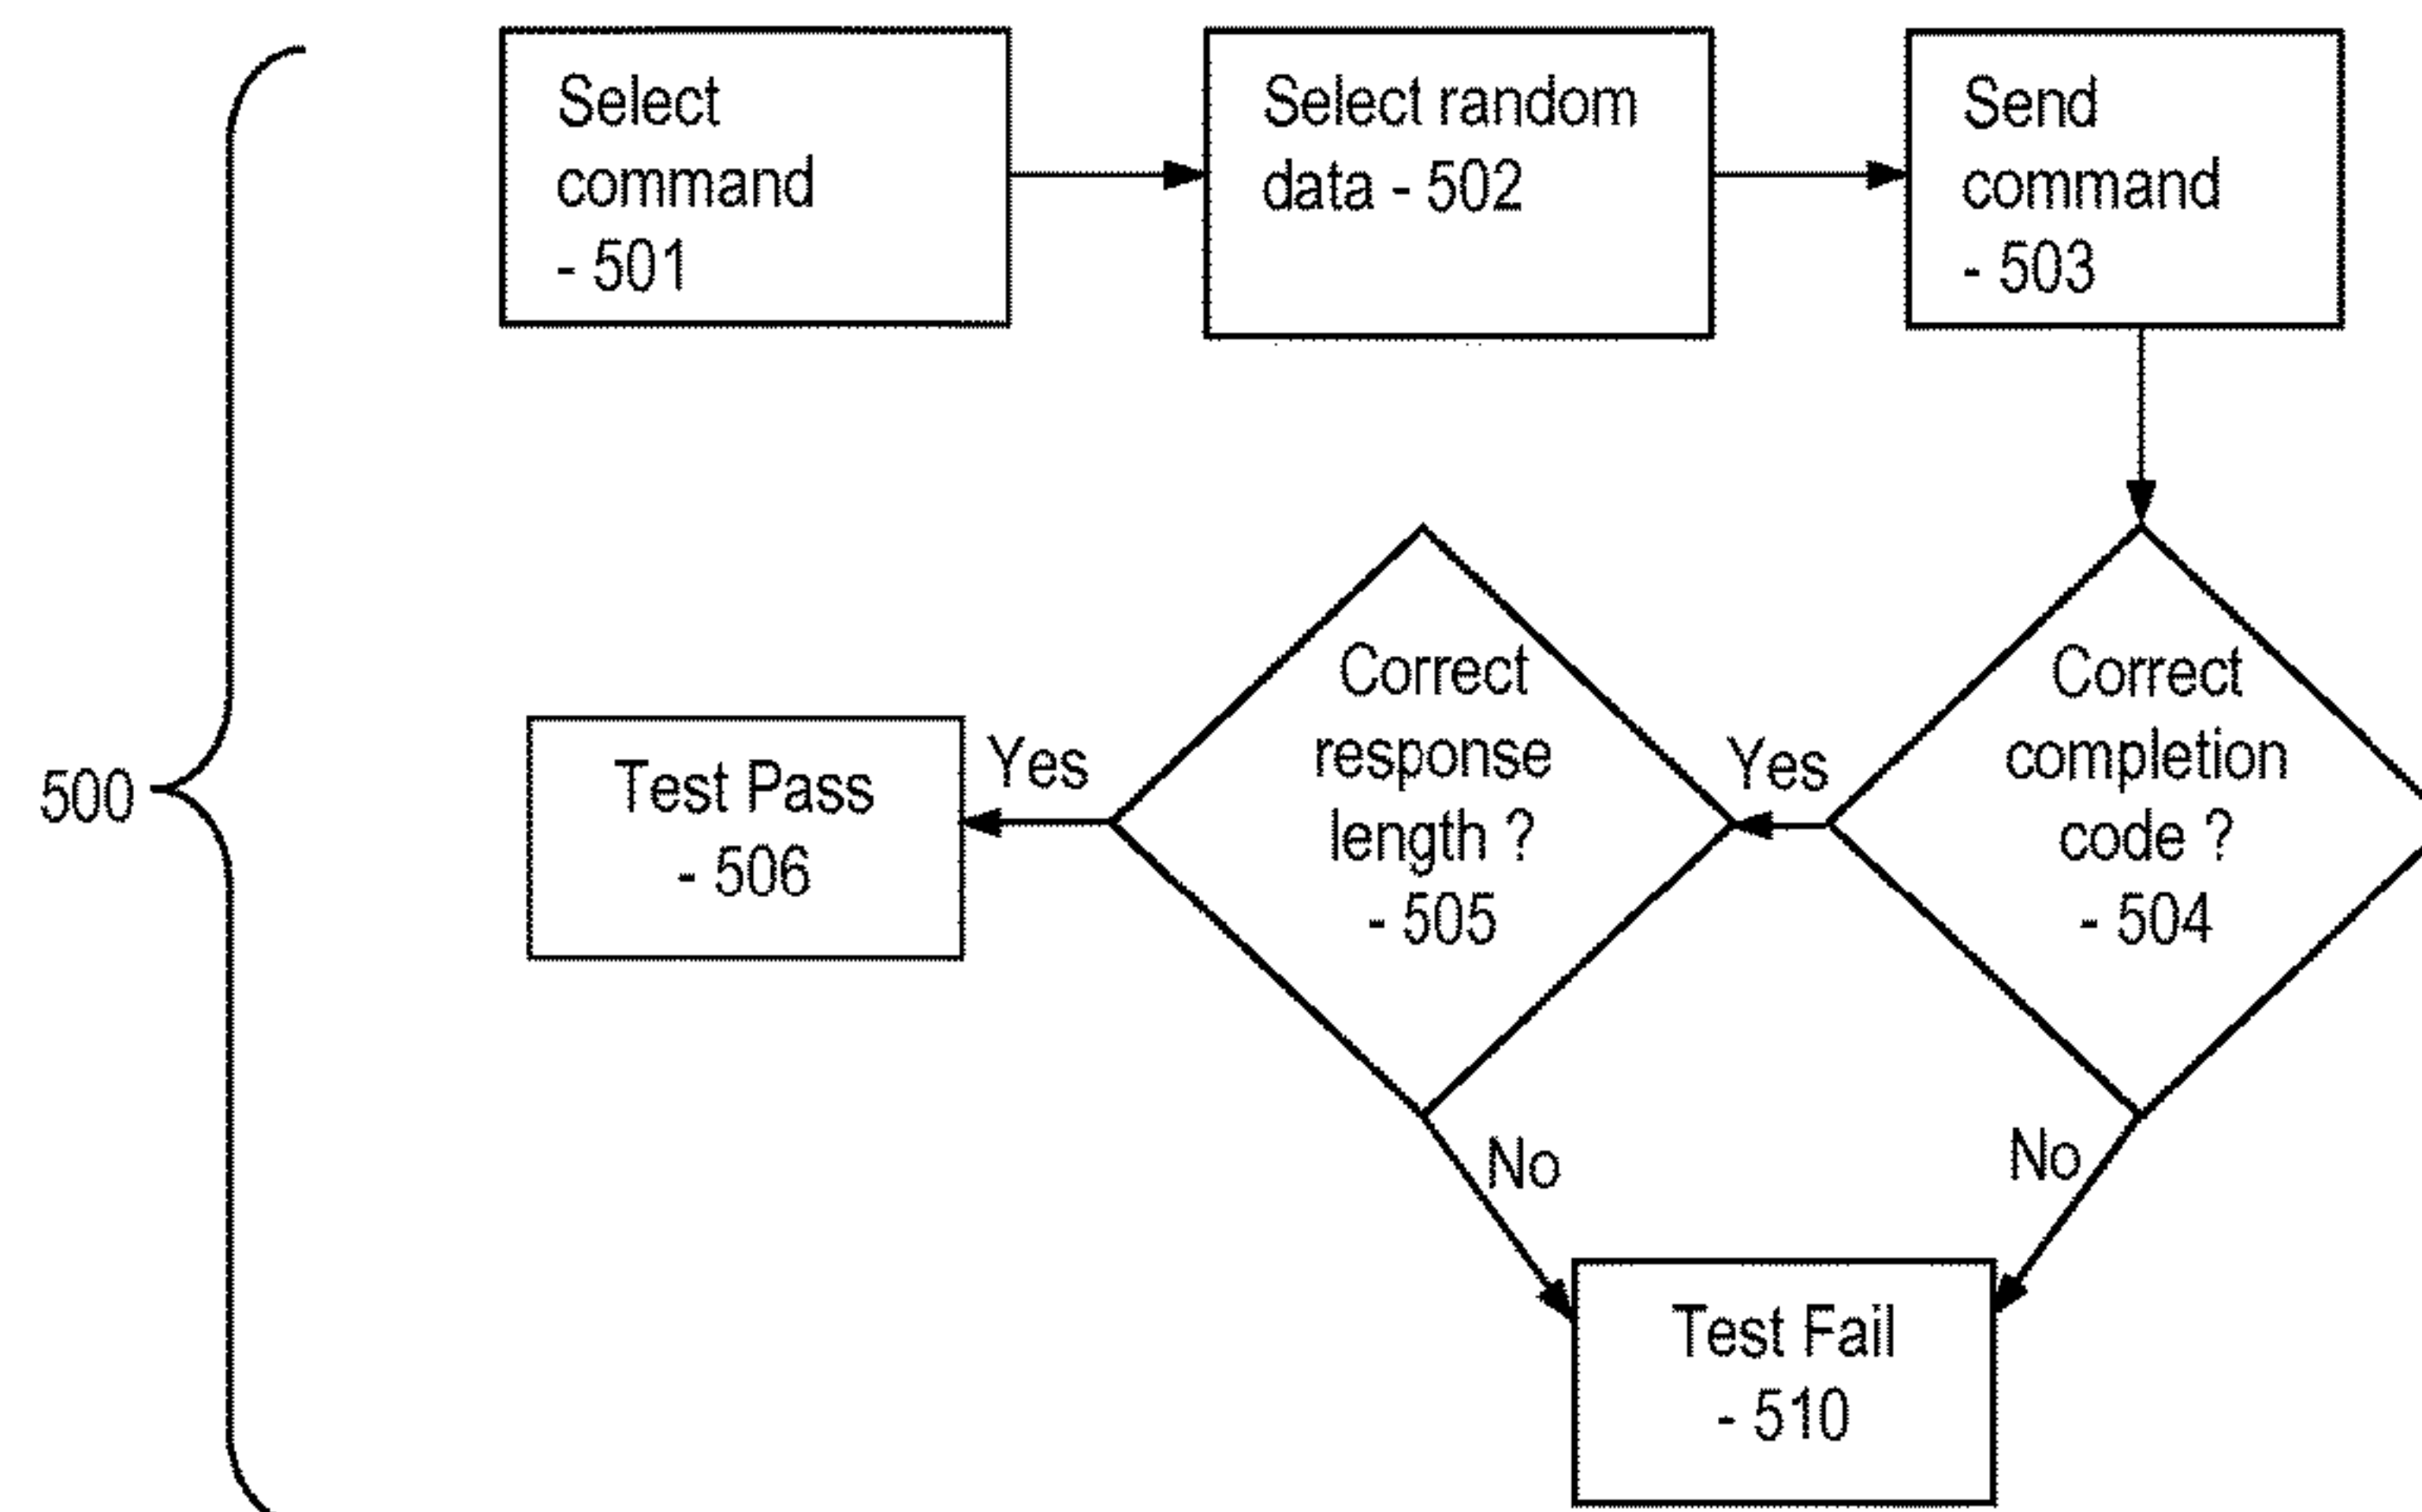 Select
command
- 501
Select random
data - 502
Send
command
- 503
500
Test Pass
- 506
Yes
Correct
response
length ?
- 505
Yes
Correct
completion
code ?
- 504
No
No
Test Fail
- 510